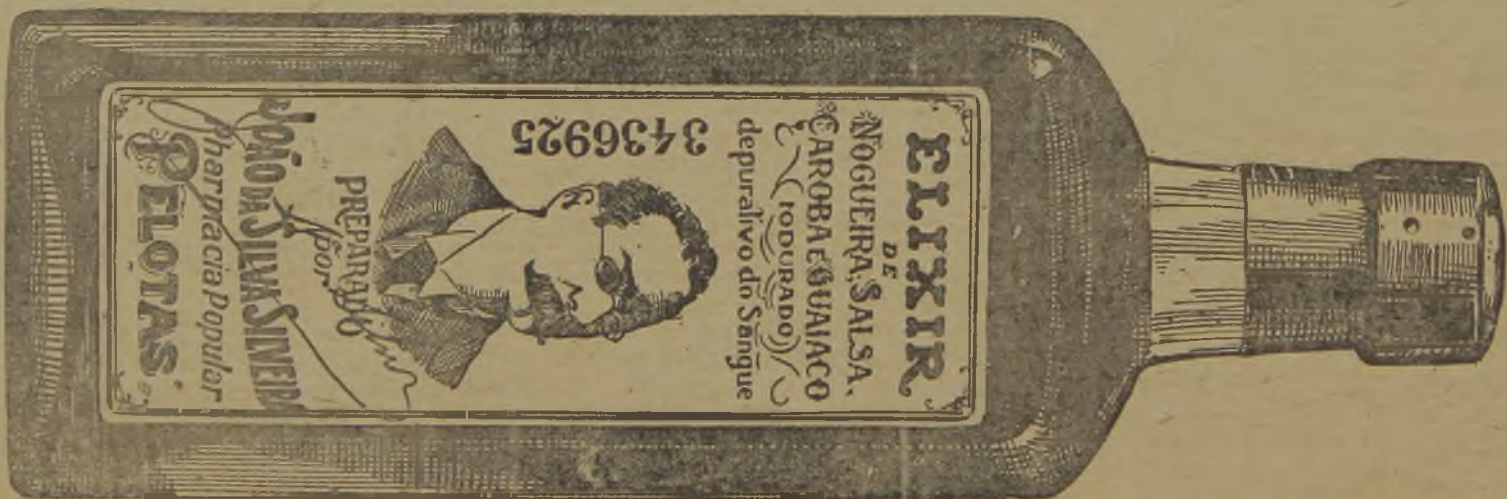 ELIXIR
DE
NOGUEIRA, SALSA,
CAROBA E GUAIACO
(IODURADO)
depurativo do Sangue
3436925
PREPARADO
por
JOÃO DA SILVA SILVEIRA
Pharmacia Popular
PELOTAS